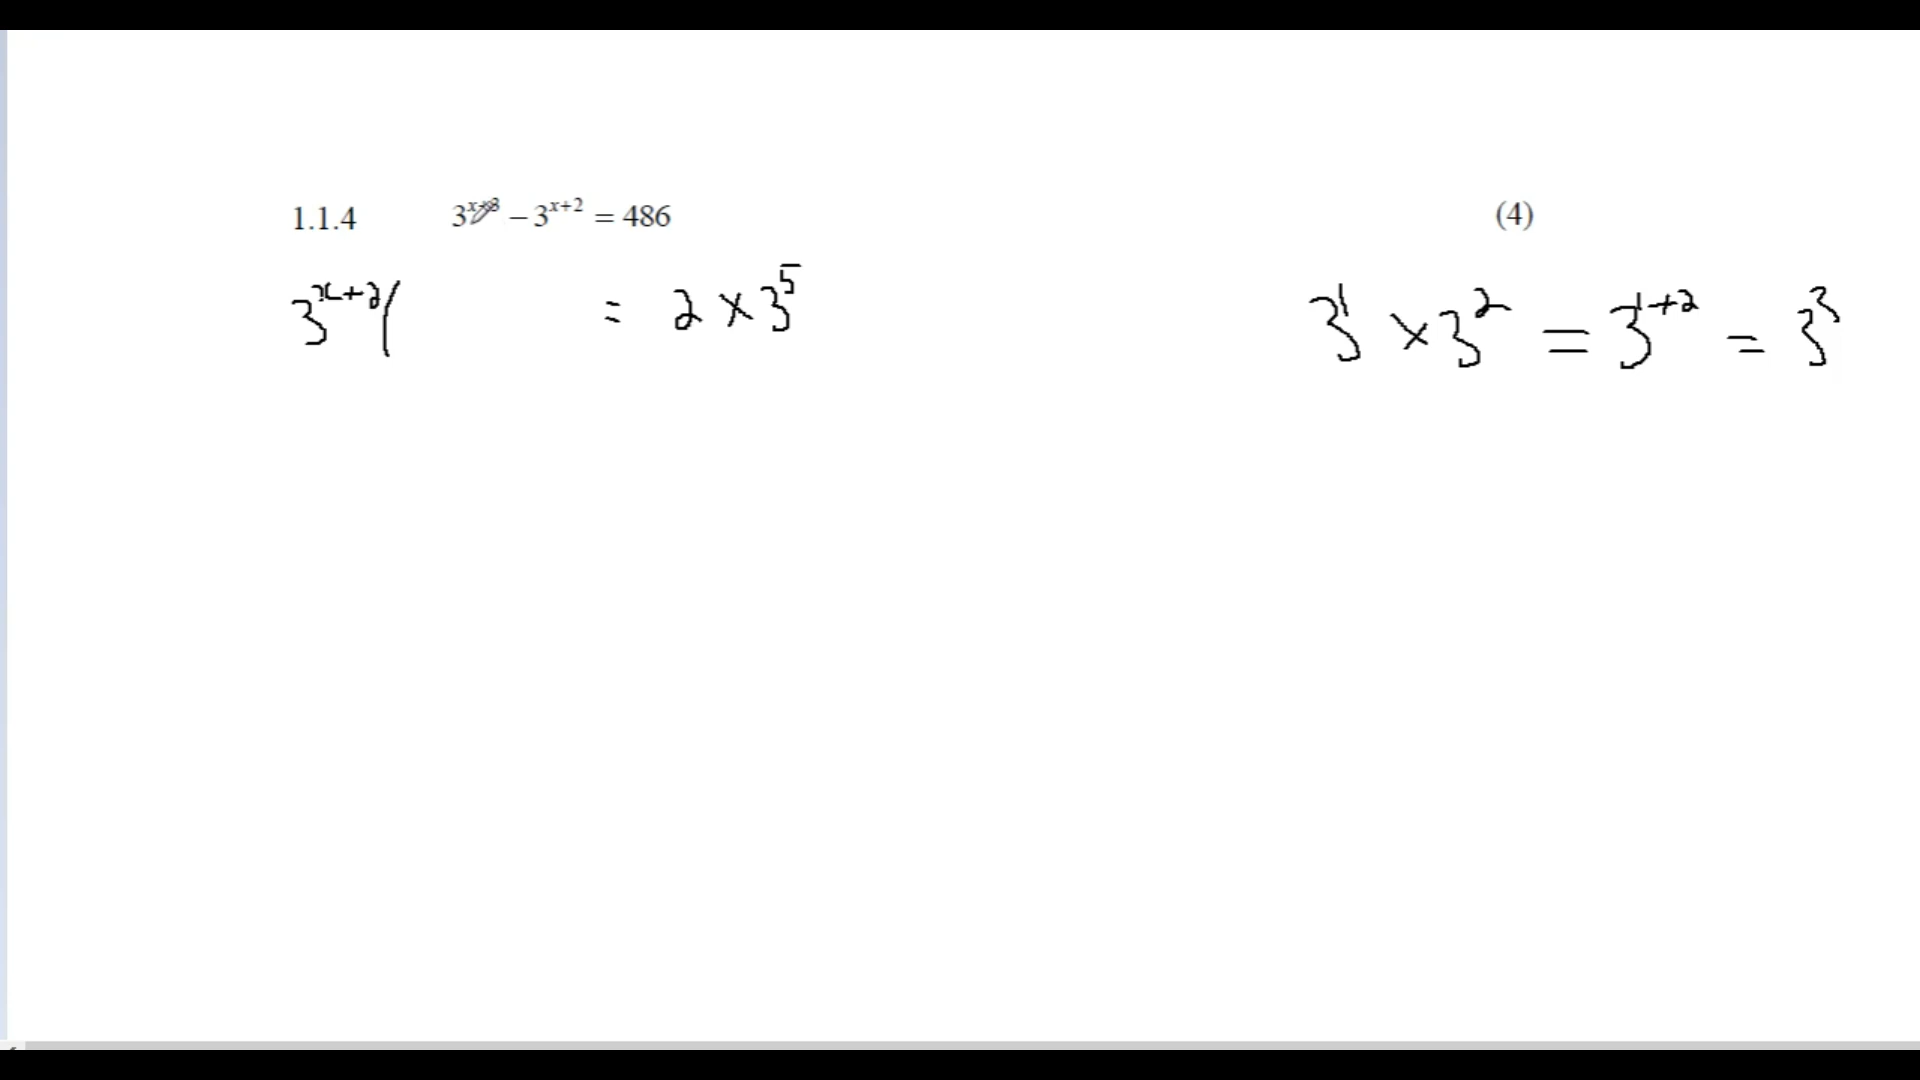 1.1.4 3^{x+3} − 3^{x+2} = 486 (4)
3^{x+2}( = 2 × 3^5 3^1 × 3^2 = 3^{1+2} = 3^3